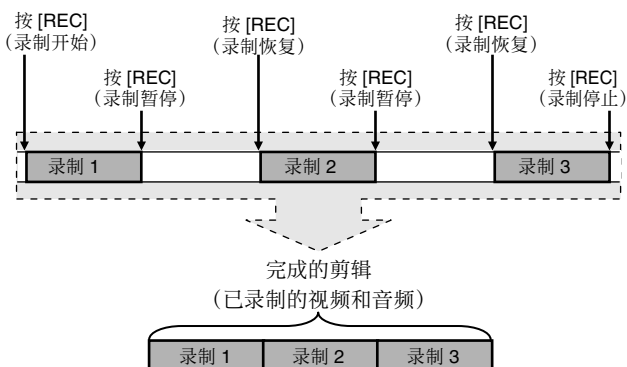 按 [REC]
（录制开始）
按 [REC]
（录制恢复）
按 [REC]
（录制恢复）
按 [REC]
（录制暂停）
按 [REC]
（录制暂停）
按 [REC]
（录制停止）
录制 1
录制 2
录制 3
完成的剪辑
（已录制的视频和音频）
录制 1
录制 2
录制 3